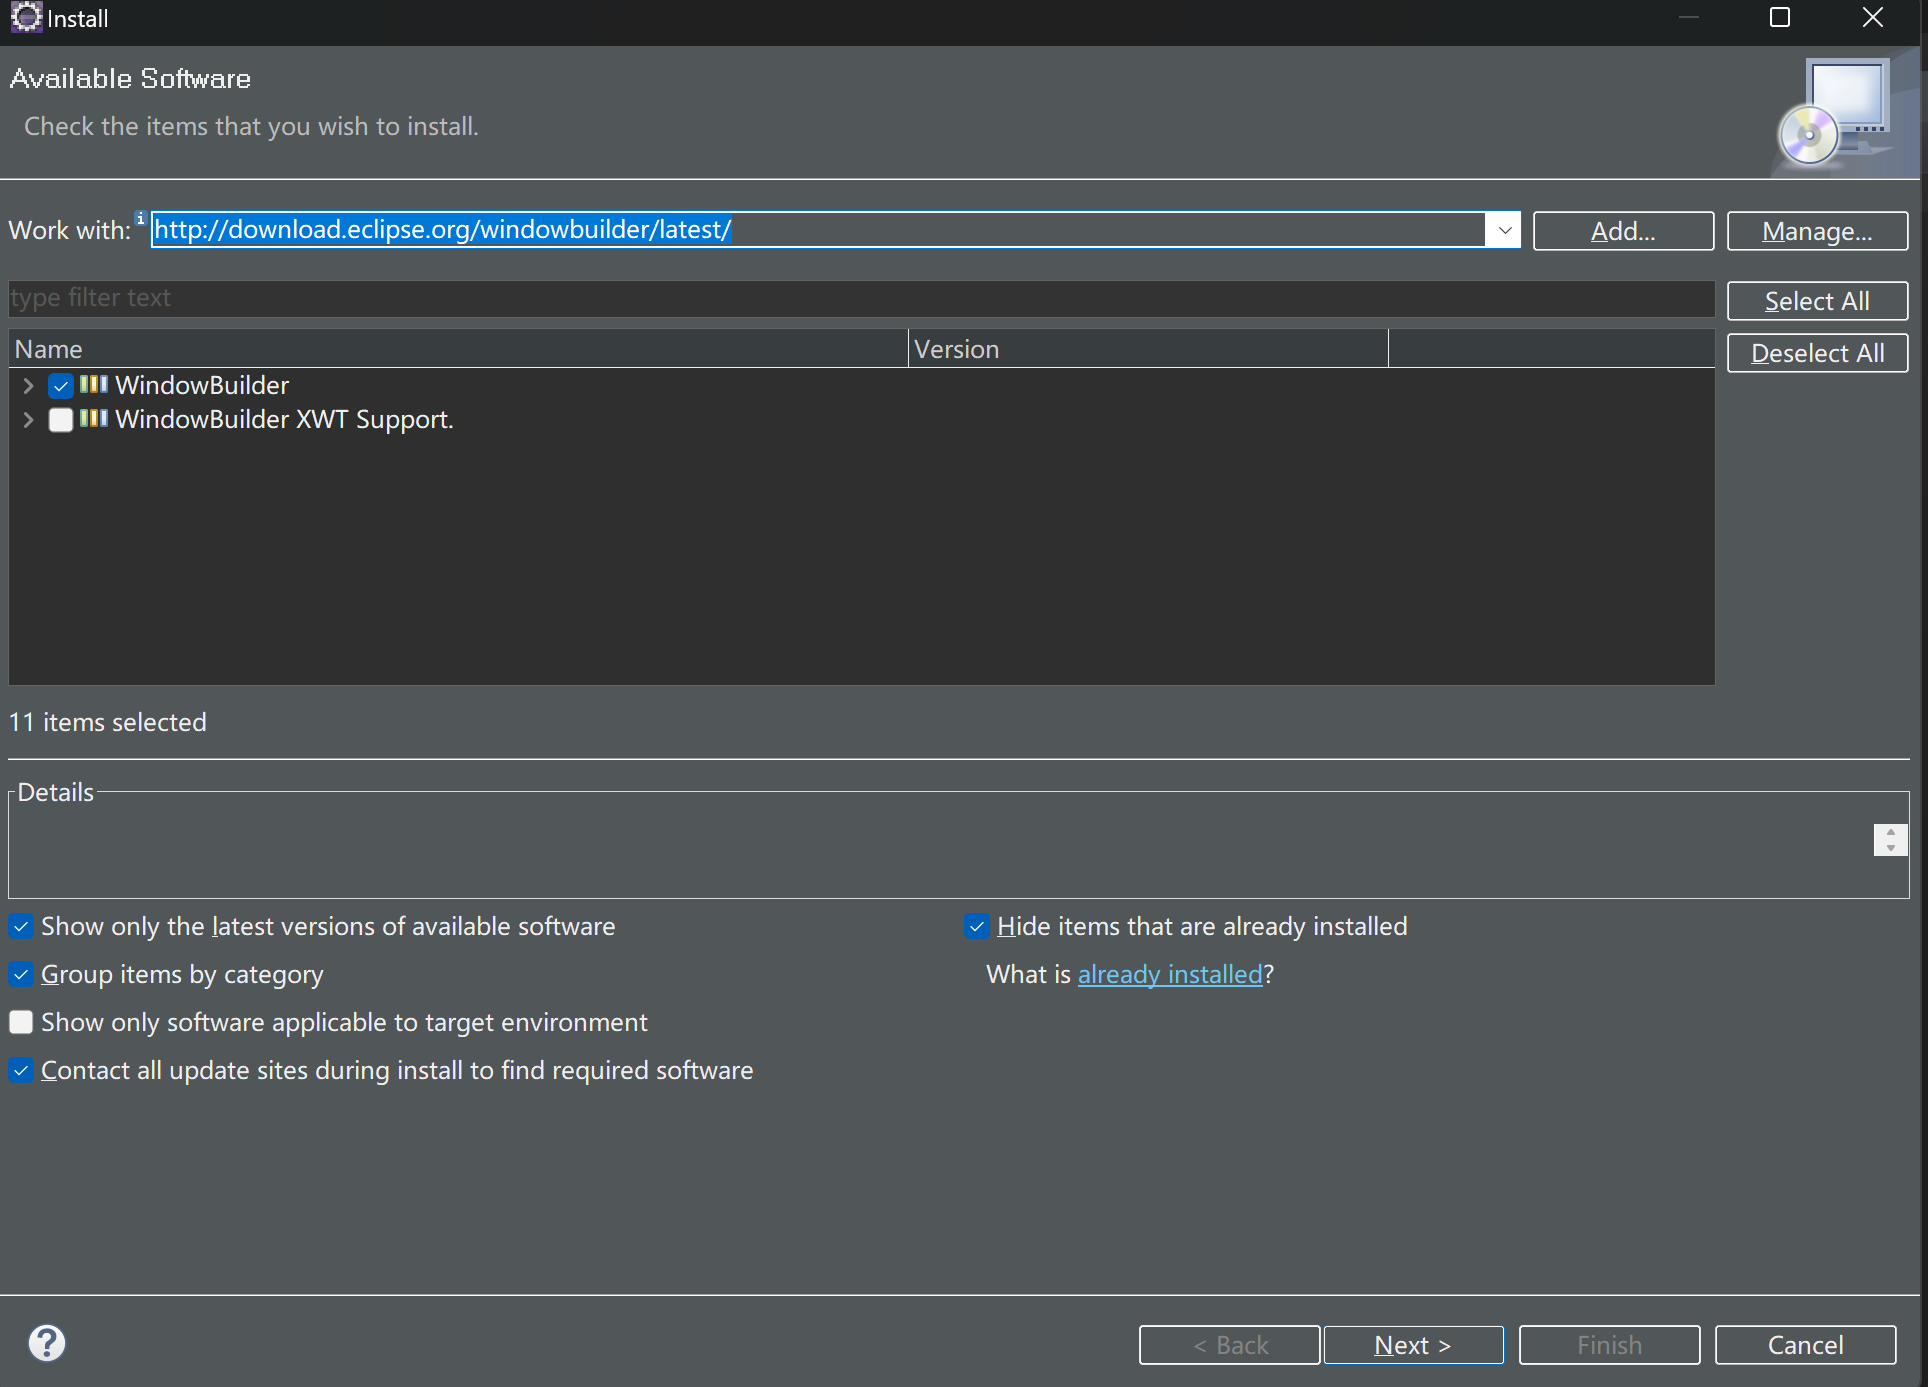 Install
Available Software
Check the items that you wish to install.
Work with: http://download.eclipse.org/windowbuilder/latest/ Add... Manage...
type filter text Select All
Name Version Deselect All
WindowBuilder
WindowBuilder XWT Support.
11 items selected
Details
Show only the latest versions of available software Hide items that are already installed
Group items by category What is already installed?
Show only software applicable to target environment
Contact all update sites during install to find required software
? < Back Next > Finish Cancel